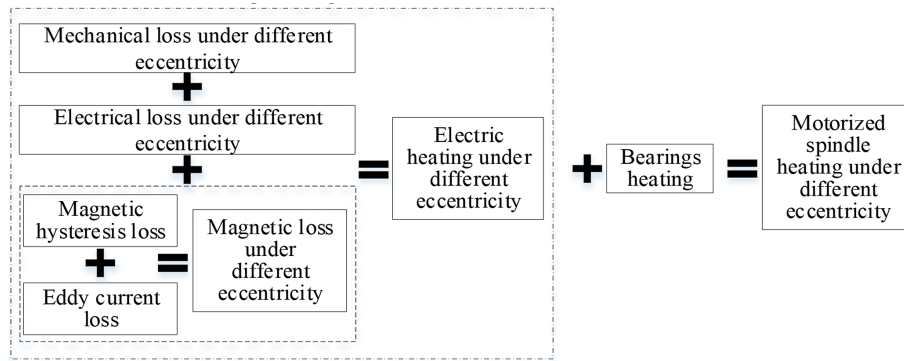 Mechanical loss under different
eccentricity
+
Electrical loss under different
eccentricity
+
Magnetic
hysteresis loss
+
Eddy current
loss
=
Magnetic loss
under
different
eccentricity
=
Electric
heating under
different
eccentricity
+
Bearings
heating
=
Motorized
spindle
heating under
different
eccentricity